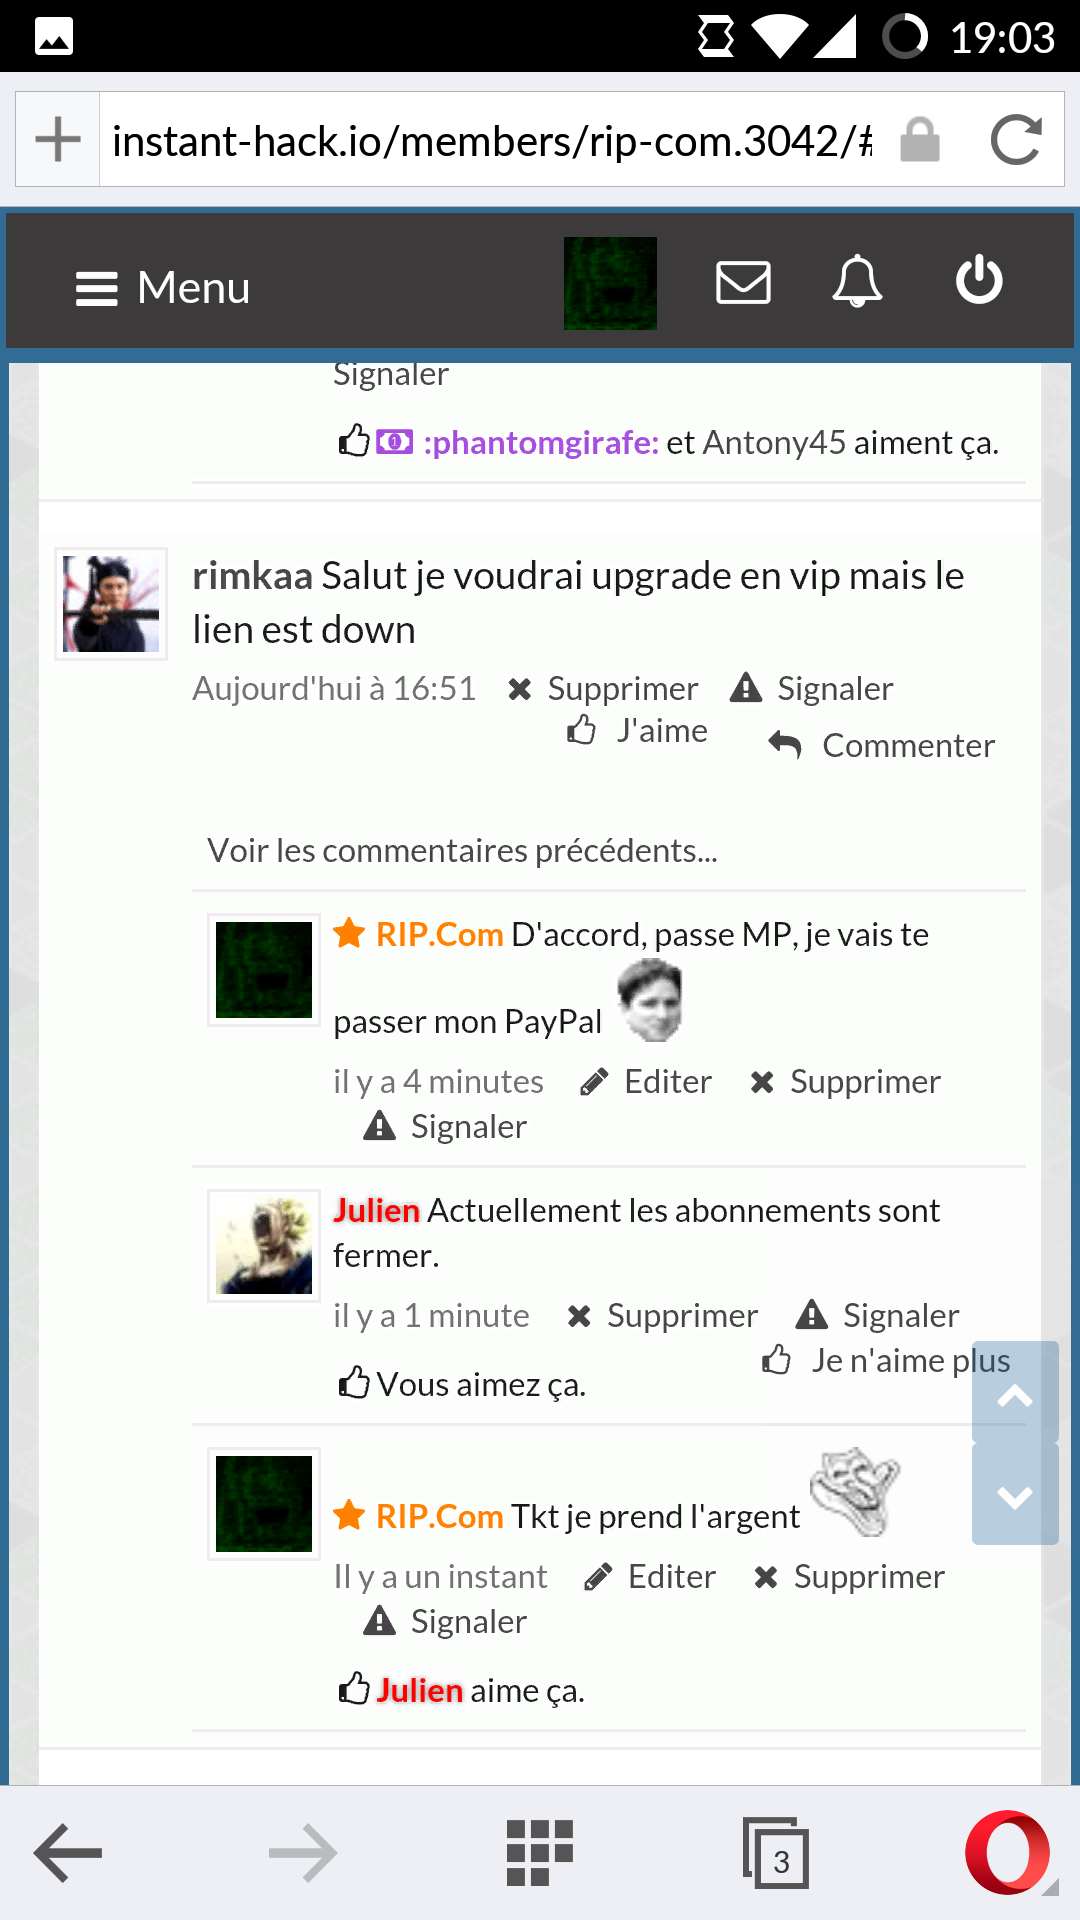 19:03
instant-hack.io/members/rip-com.3042/#
Menu
Signaler
:phantomgirafe: et Antony45 aiment ça.
rimkaa Salut je voudrai upgrade en vip mais le
lien est down
Aujourd'hui à 16:51 Supprimer Signaler
J'aime Commenter
Voir les commentaires précédents...
RIP.Com D'accord, passe MP, je vais te
passer mon PayPal
il y a 4 minutes Editer Supprimer
Signaler
Julien Actuellement les abonnements sont
fermer.
il y a 1 minute Supprimer Signaler
Je n'aime plus
Vous aimez ça.
RIP.Com Tkt je prend l'argent
Il y a un instant Editer Supprimer
Signaler
Julien aime ça.
3